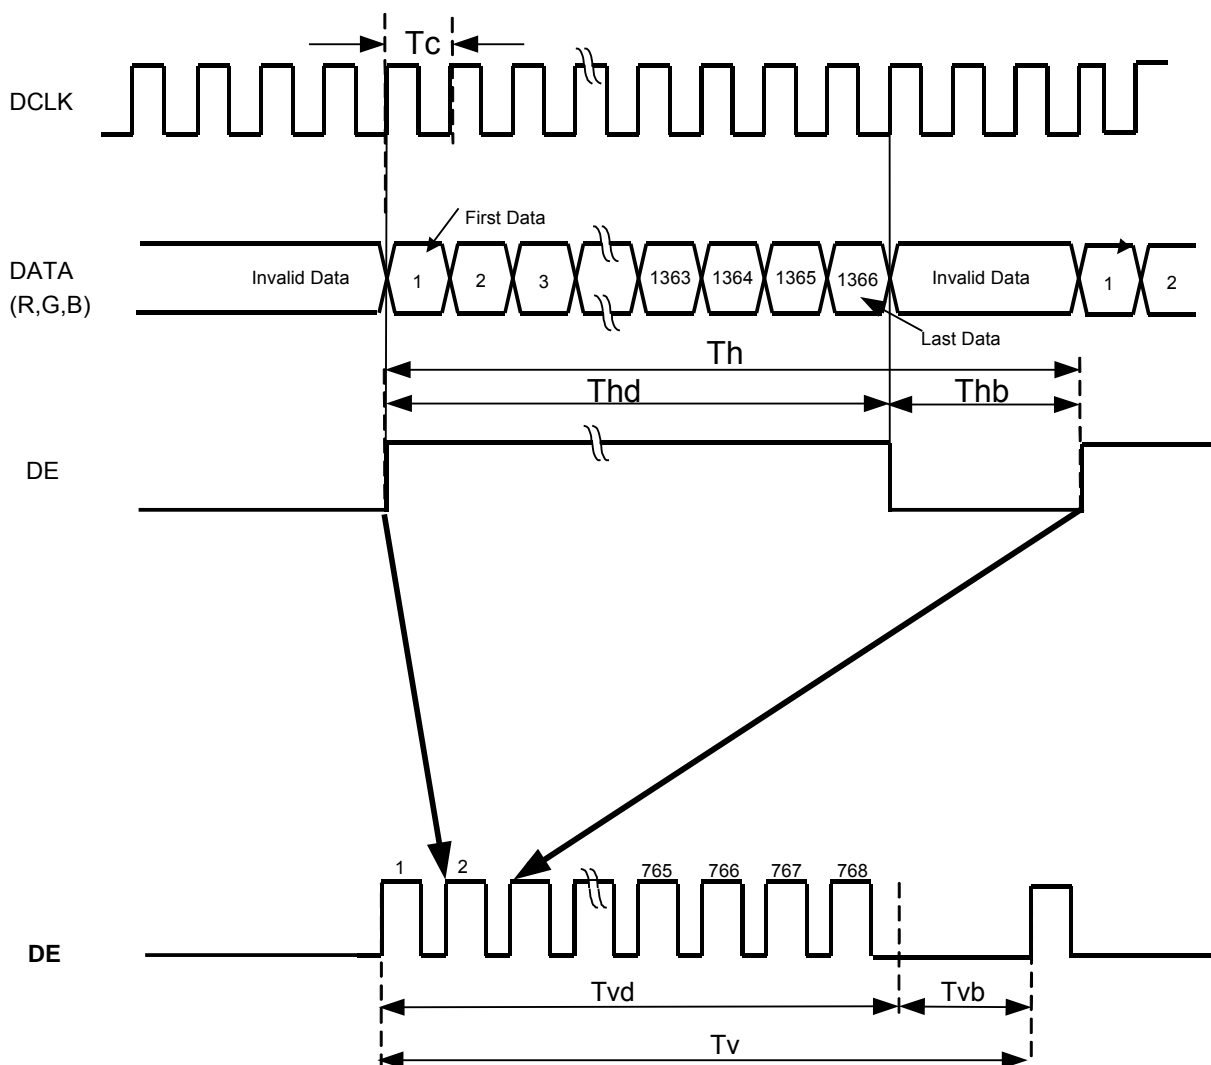 Tc
DCLK
First Data
DATA
(R,G,B)
Invalid Data 1 2 3 1363 1364 1365 1366 Invalid Data 1 2
Last Data
Th
Thd Thb
DE
1 2 765 766 767 768
DE
Tvd Tvb
Tv